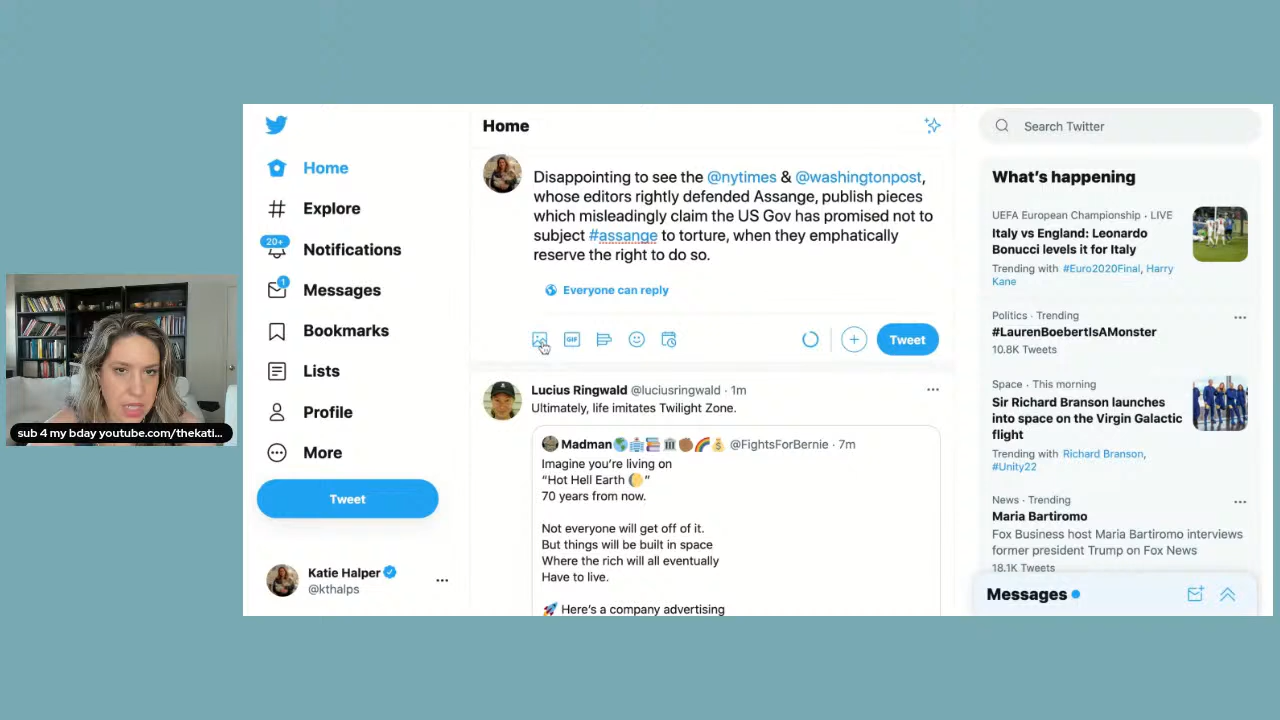 Home
Explore
20+
Notifications
1
Messages
Bookmarks
Lists
Profile
More
Tweet
Katie Halper
@kthalps
sub 4 my bday youtube.com/thekati...
Home
Disappointing to see the @nytimes & @washingtonpost,
whose editors rightly defended Assange, publish pieces
which misleadingly claim the US Gov has promised not to
subject #assange to torture, when they emphatically
reserve the right to do so.
Everyone can reply
GIF
Tweet
Lucius Ringwald @luciusringwald · 1m
Ultimately, life imitates Twilight Zone.
Madman🌎🏥📚🏛✊🏾🌈💰 @FightsForBernie · 7m
Imagine you’re living on
“Hot Hell Earth 🌔”
70 years from now.
Not everyone will get off of it.
But things will be built in space
Where the rich will all eventually
Have to live.
🚀 Here’s a company advertising
Search Twitter
What’s happening
UEFA European Championship · LIVE
Italy vs England: Leonardo
Bonucci levels it for Italy
Trending with #Euro2020Final, Harry
Kane
Politics · Trending
#LaurenBoebertIsAMonster
10.8K Tweets
Space · This morning
Sir Richard Branson launches
into space on the Virgin Galactic
flight
Trending with Richard Branson,
#Unity22
News · Trending
Maria Bartiromo
Fox Business host Maria Bartiromo interviews
former president Trump on Fox News
18.1K Tweets
Messages